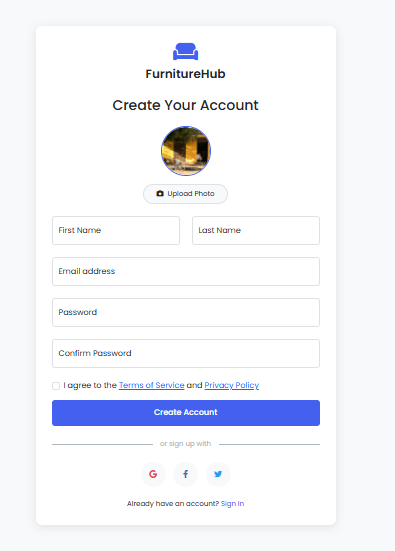 FurnitureHub
Create Your Account
Upload Photo
First Name Last Name
Email address
Password
Confirm Password
I agree to the Terms of Service and Privacy Policy
Create Account
or sign up with
Already have an account? Sign In